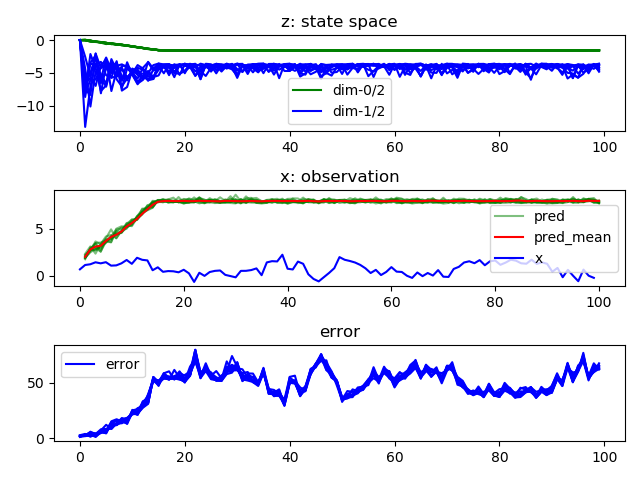 z: state space
0
−5
−10
dim-0/2
dim-1/2
0 20 40 60 80 100
x: observation
5
0
pred
pred_mean
x
0 20 40 60 80 100
error
50
0
error
0 20 40 60 80 100